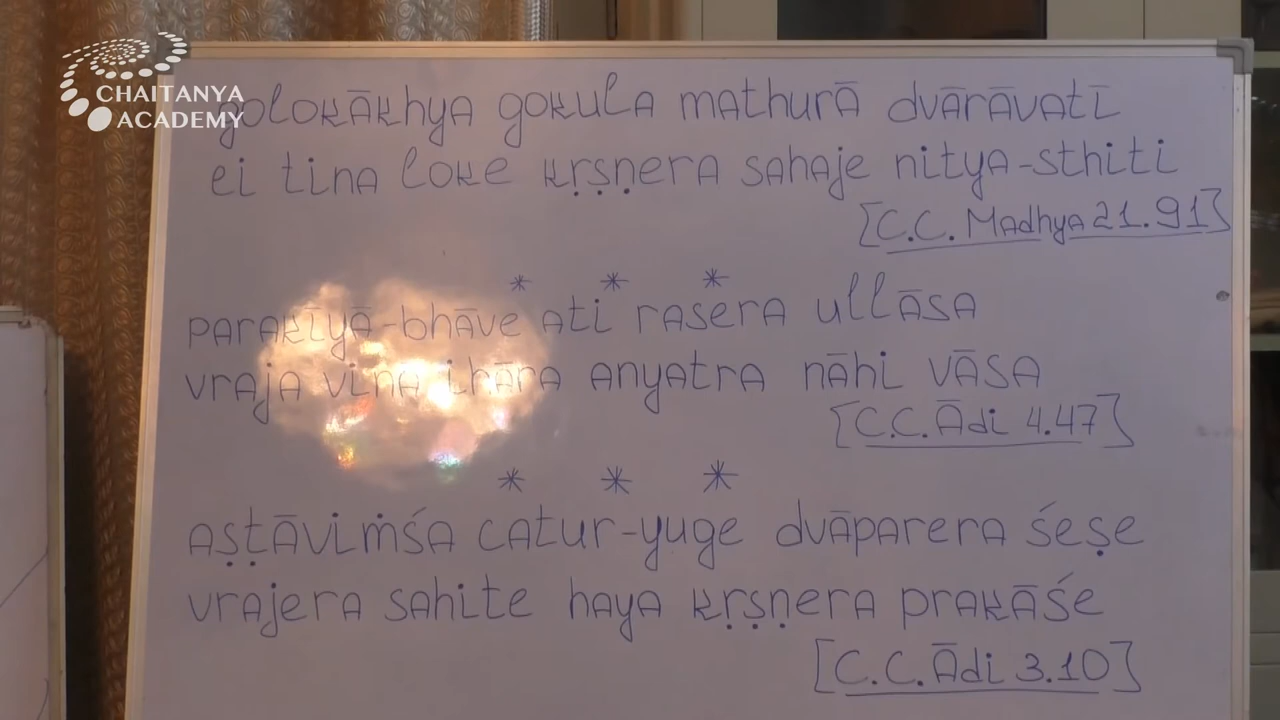 CHAITANYA
ACADEMY
golokākhya gokula mathurā dvārāvatī
ei tina loke kṛṣṇera sahaje nitya-sthiti
[C.C. Madhya 21.91]
* * *
parakīyā-bhāve ati rasera ullāsa
vraja vina ihāra anyatra nāhi vāsa
[C.C. Ādi 4.47]
* * *
aṣṭāviṁśa catur-yuge dvāparera śeṣe
vrajera sahite haya kṛṣṇera prakāśe
[C.C. Ādi 3.10]